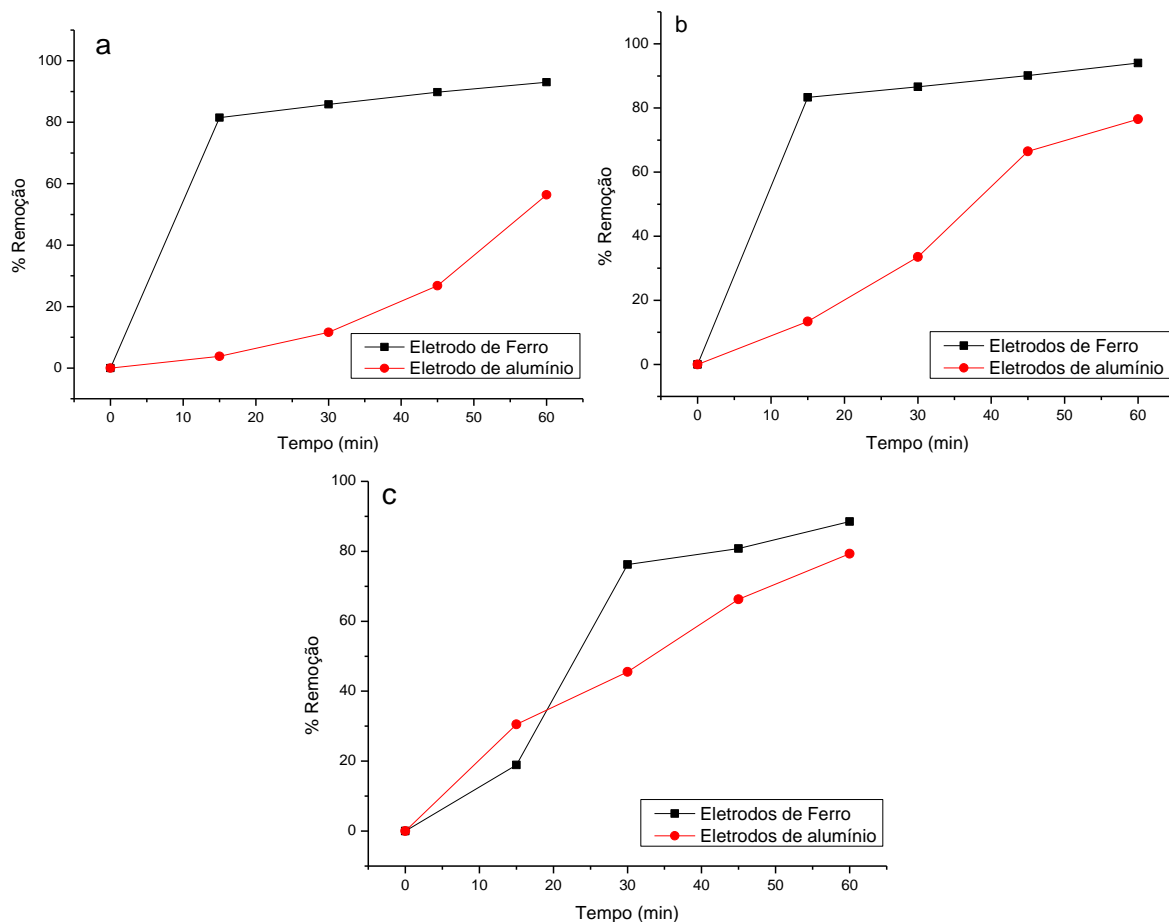 a
% Remoção
100
80
60
40
20
0
0 10 20 30 40 50 60
Tempo (min)
Eletrodo de Ferro
Eletrodo de alumínio
b
% Remoção
100
80
60
40
20
0
0 10 20 30 40 50 60
Tempo (min)
Eletrodos de Ferro
Eletrodos de alumínio
c
% Remoção
100
80
60
40
20
0
0 10 20 30 40 50 60
Tempo (min)
Eletrodos de Ferro
Eletrodos de alumínio